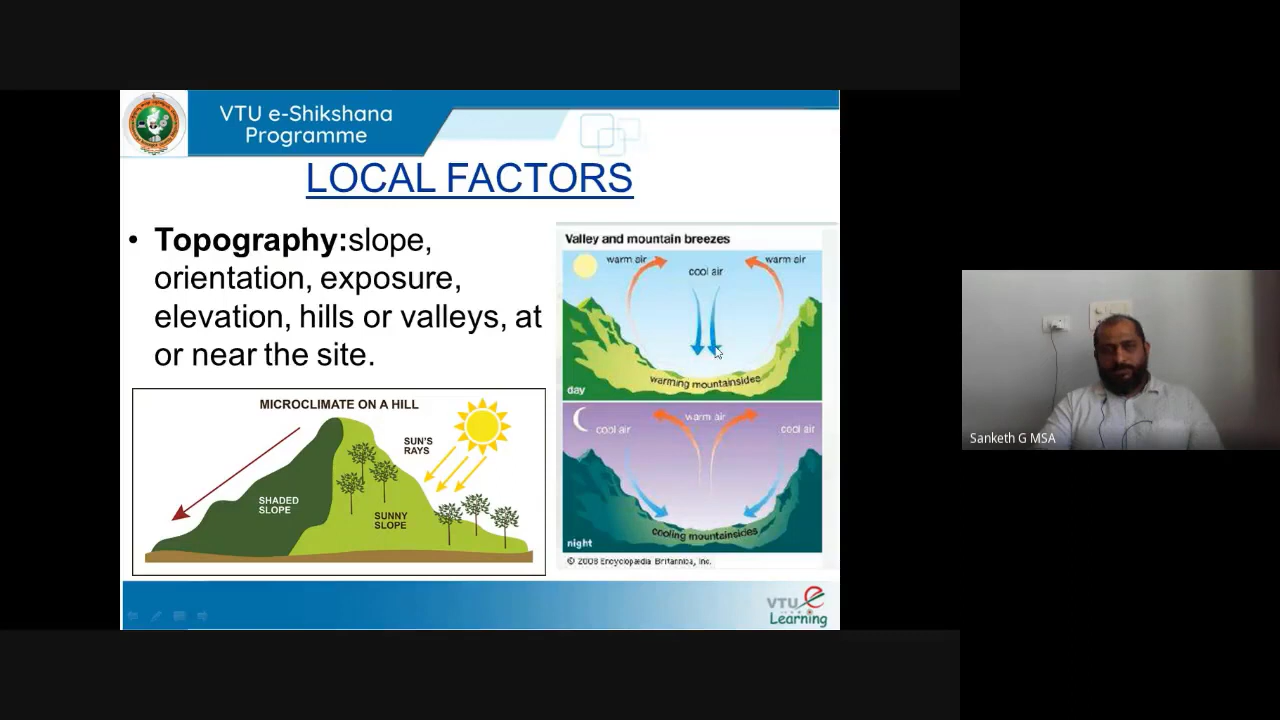 VTU e-Shikshana
Programme
LOCAL FACTORS
• Topography:slope,
orientation, exposure,
elevation, hills or valleys, at
or near the site.
MICROCLIMATE ON A HILL
SUN'S
RAYS
SHADED
SLOPE
SUNNY
SLOPE
Valley and mountain breezes
warm air
cool air
warm air
warming mountainsides
day
cool air
warm air
cool air
cooling mountainsides
night
© 2008 Encyclopædia Britannica, Inc.
VTU e
Learning
Sanketh G MSA